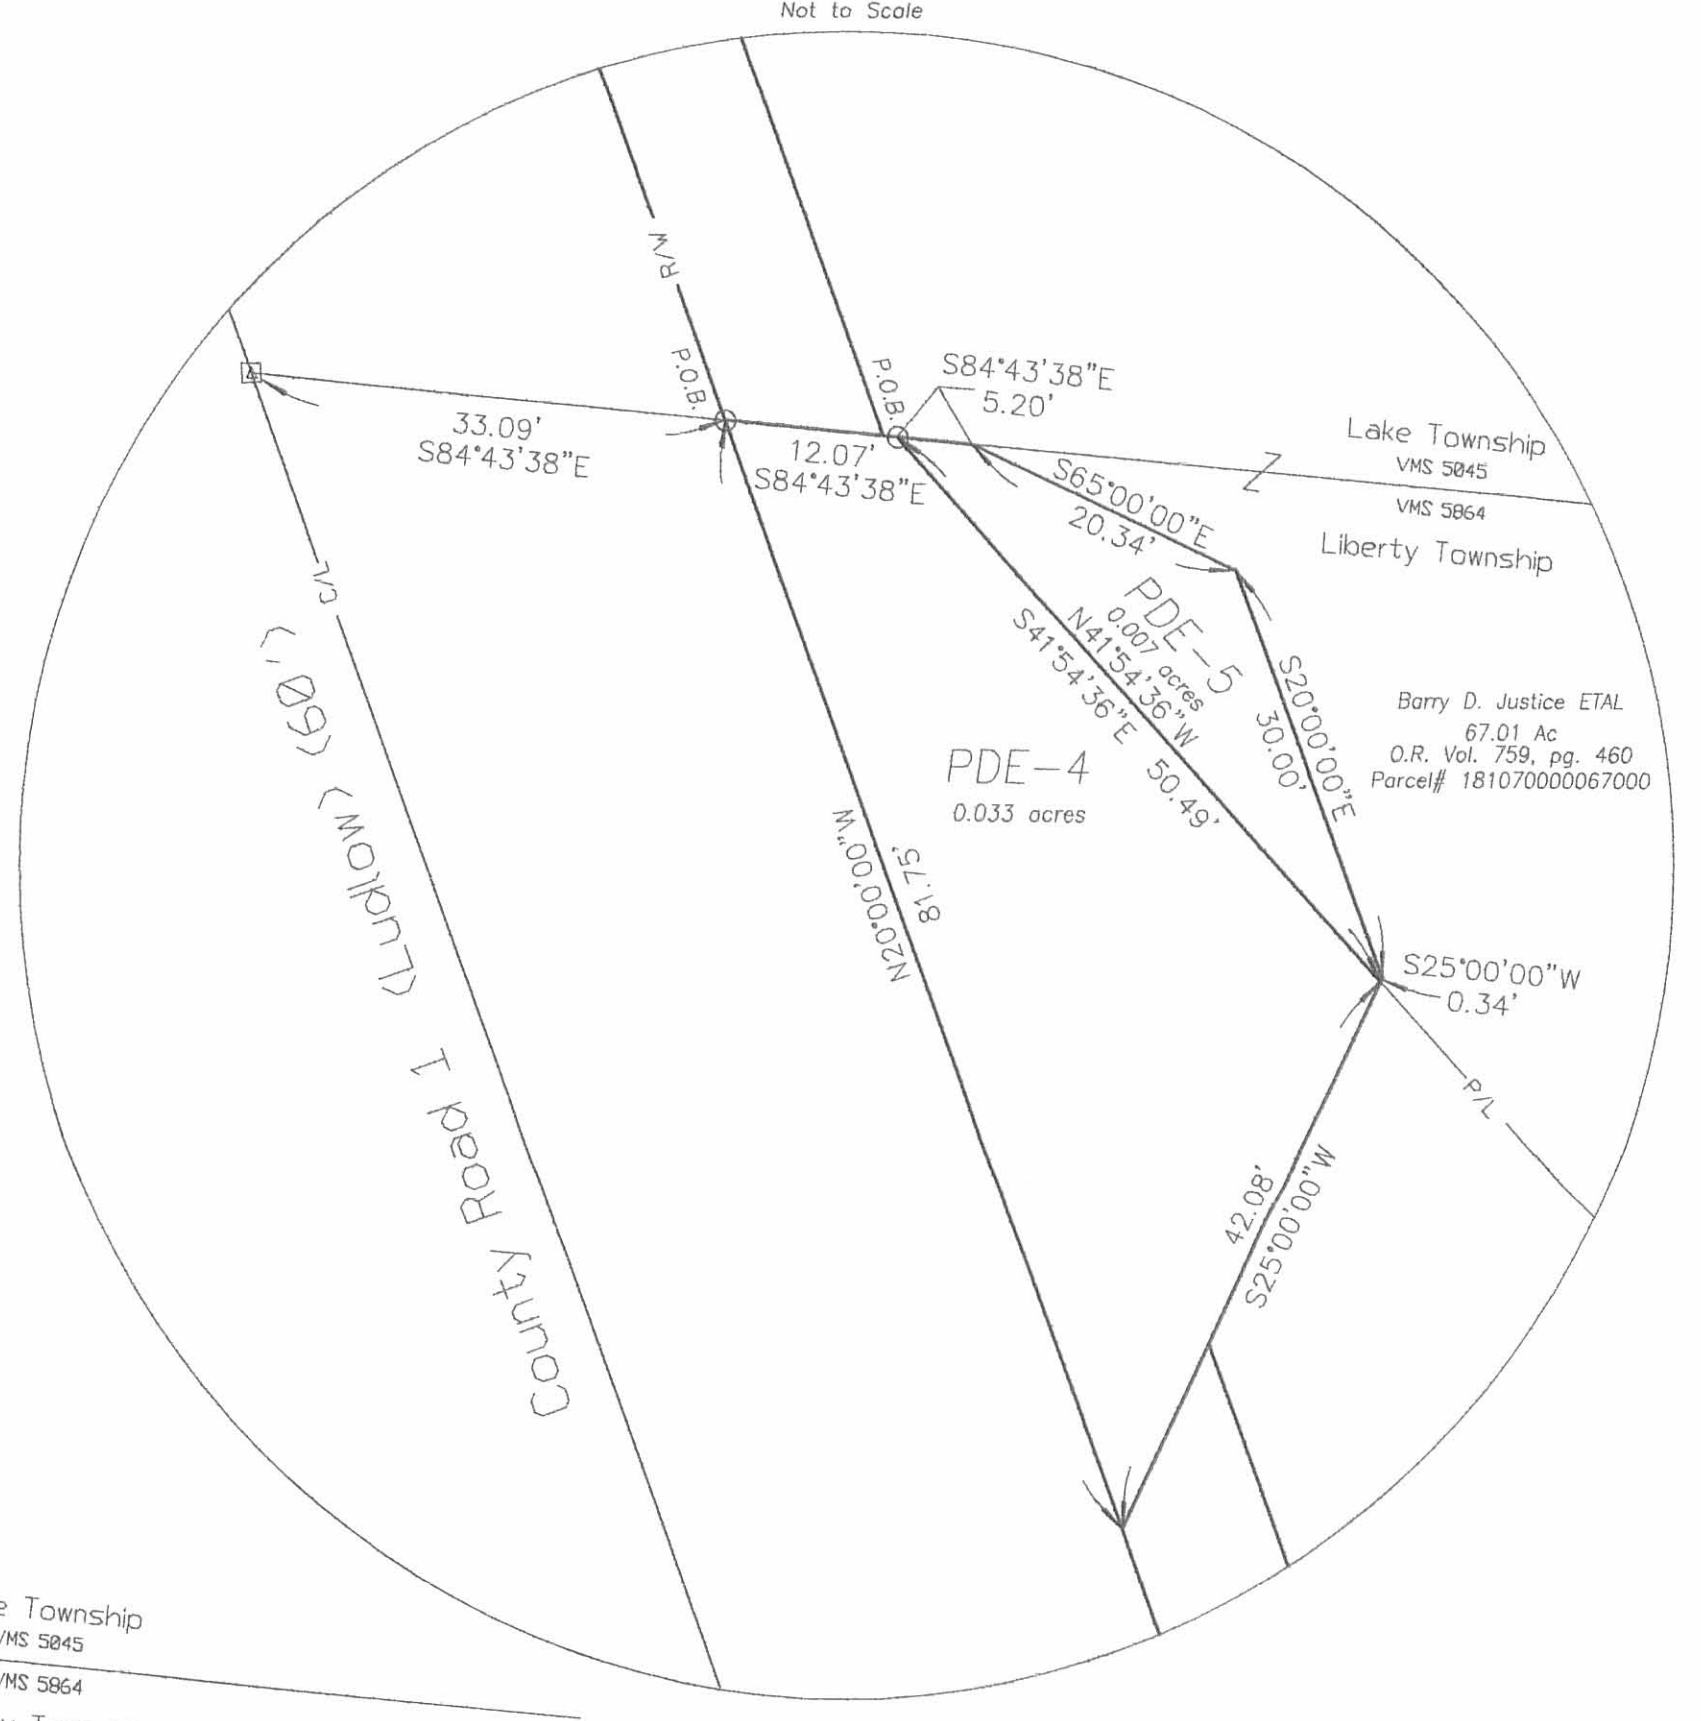 Not to Scale
R/W
P.O.B.
P.O.B.
S84°43'38"E
5.20'
33.09'
S84°43'38"E
12.07'
S84°43'38"E
Lake Township
VMS 5045
VMS 5864
Liberty Township
S65°00'00"E
20.34'
C/L
County Road 1 (Ludlow) (60')
PDE-5
0.007 acres
N41°54'36"W
S41°54'36"E
50.49'
S20°00'00"E
30.00'
Barry D. Justice ETAL
67.01 Ac
O.R. Vol. 759, pg. 460
Parcel# 181070000067000
PDE-4
0.033 acres
N20°00'00"W
81.75'
S25°00'00"W
0.34'
P/L
42.08'
S25°00'00"W
e Township
VMS 5045
VMS 5864